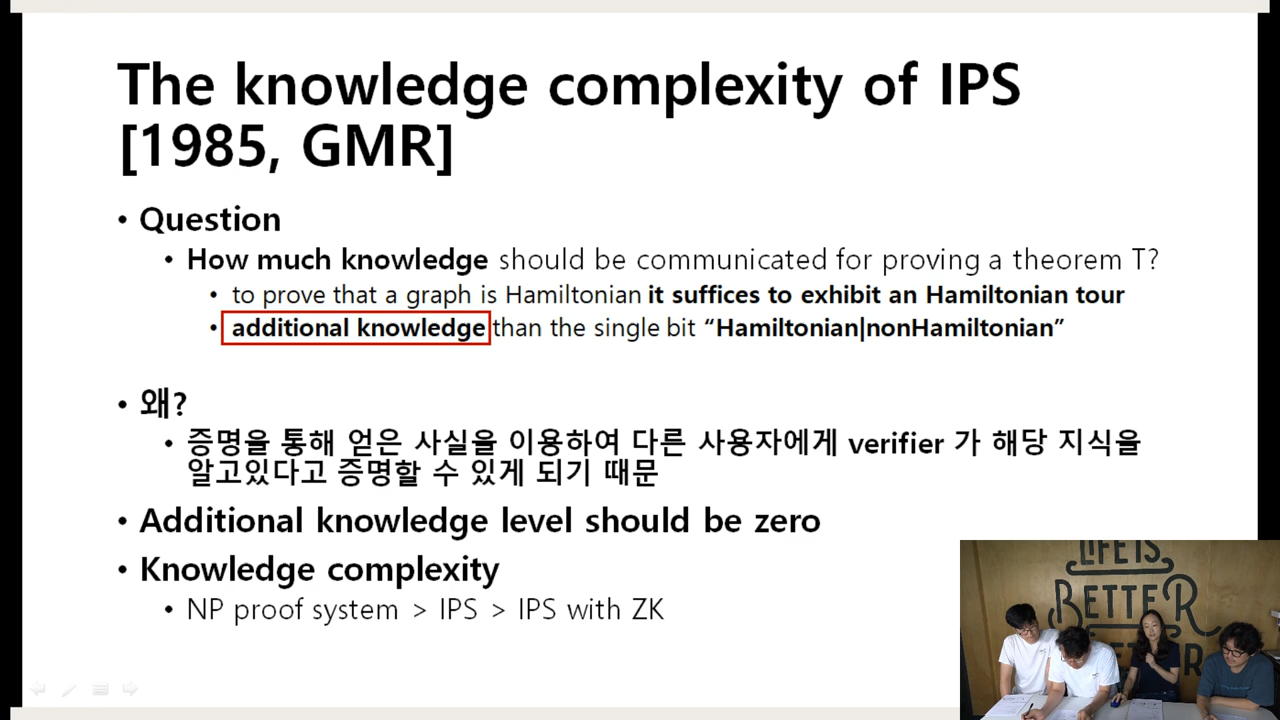 The knowledge complexity of IPS
[1985, GMR]
• Question
• How much knowledge should be communicated for proving a theorem T?
• to prove that a graph is Hamiltonian it suffices to exhibit an Hamiltonian tour
• additional knowledge than the single bit “Hamiltonian|nonHamiltonian”
• 왜?
• 증명을 통해 얻은 사실을 이용하여 다른 사용자에게 verifier 가 해당 지식을
알고있다고 증명할 수 있게 되기 때문
• Additional knowledge level should be zero
• Knowledge complexity
• NP proof system > IPS > IPS with ZK
LIFE IS
BETTER